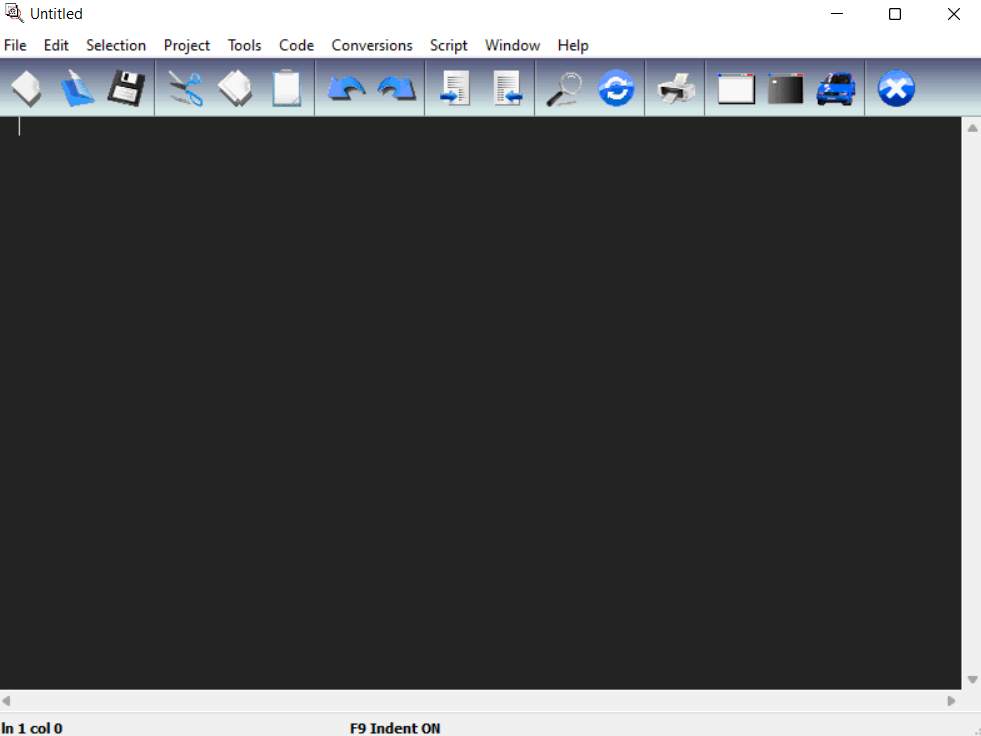 Untitled
File Edit Selection Project Tools Code Conversions Script Window Help
ln 1 col 0 F9 Indent ON